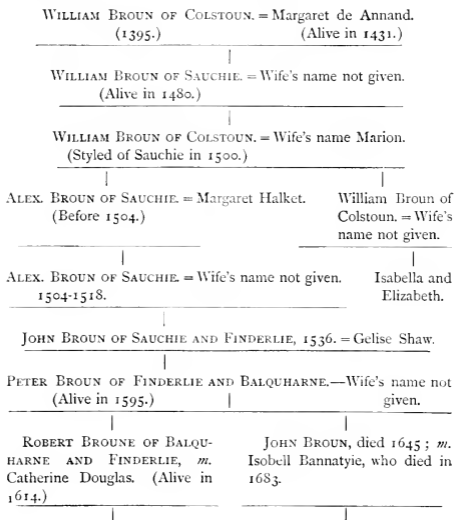 WILLIAM BROUN OF COLSTOUN. = Margaret de Annand.
(1395.) (Alive in 1431.)
WILLIAM BROUN OF SAUCHIE. = Wife's name not given.
(Alive in 1480.)
WILLIAM BROUN OF COLSTOUN. = Wife's name Marion.
(Styled of Sauchie in 1500.)
ALEX. BROUN OF SAUCHIE. = Margaret Halket.
(Before 1504.)
William Broun of
Colstoun. = Wife's
name not given.
ALEX. BROUN OF SAUCHIE. = Wife's name not given.
1504-1518.
Isabella and
Elizabeth.
JOHN BROUN OF SAUCHIE AND FINDERLIE, 1536. = Gelise Shaw.
PETER BROUN OF FINDERLIE AND BALQUHARNE.—Wife's name not
(Alive in 1595.) given.
ROBERT BROUNE OF BALQU-
HARNE AND FINDERLIE, m.
Catherine Douglas. (Alive in
1614.)
JOHN BROUN, died 1645 ; m.
Isobell Bannatyie, who died in
1683.